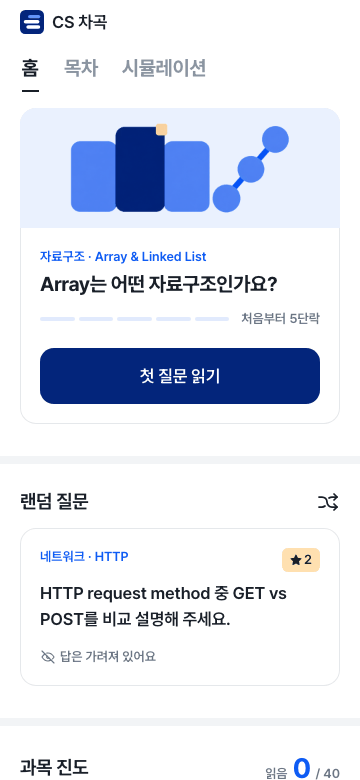 CS 차곡
홈 목차 시뮬레이션
자료구조 · Array & Linked List
Array는 어떤 자료구조인가요?
처음부터 5단락
첫 질문 읽기
랜덤 질문
네트워크 · HTTP
★2
HTTP request method 중 GET vs
POST를 비교 설명해 주세요.
답은 가려져 있어요
과목 진도
읽음 0 / 40